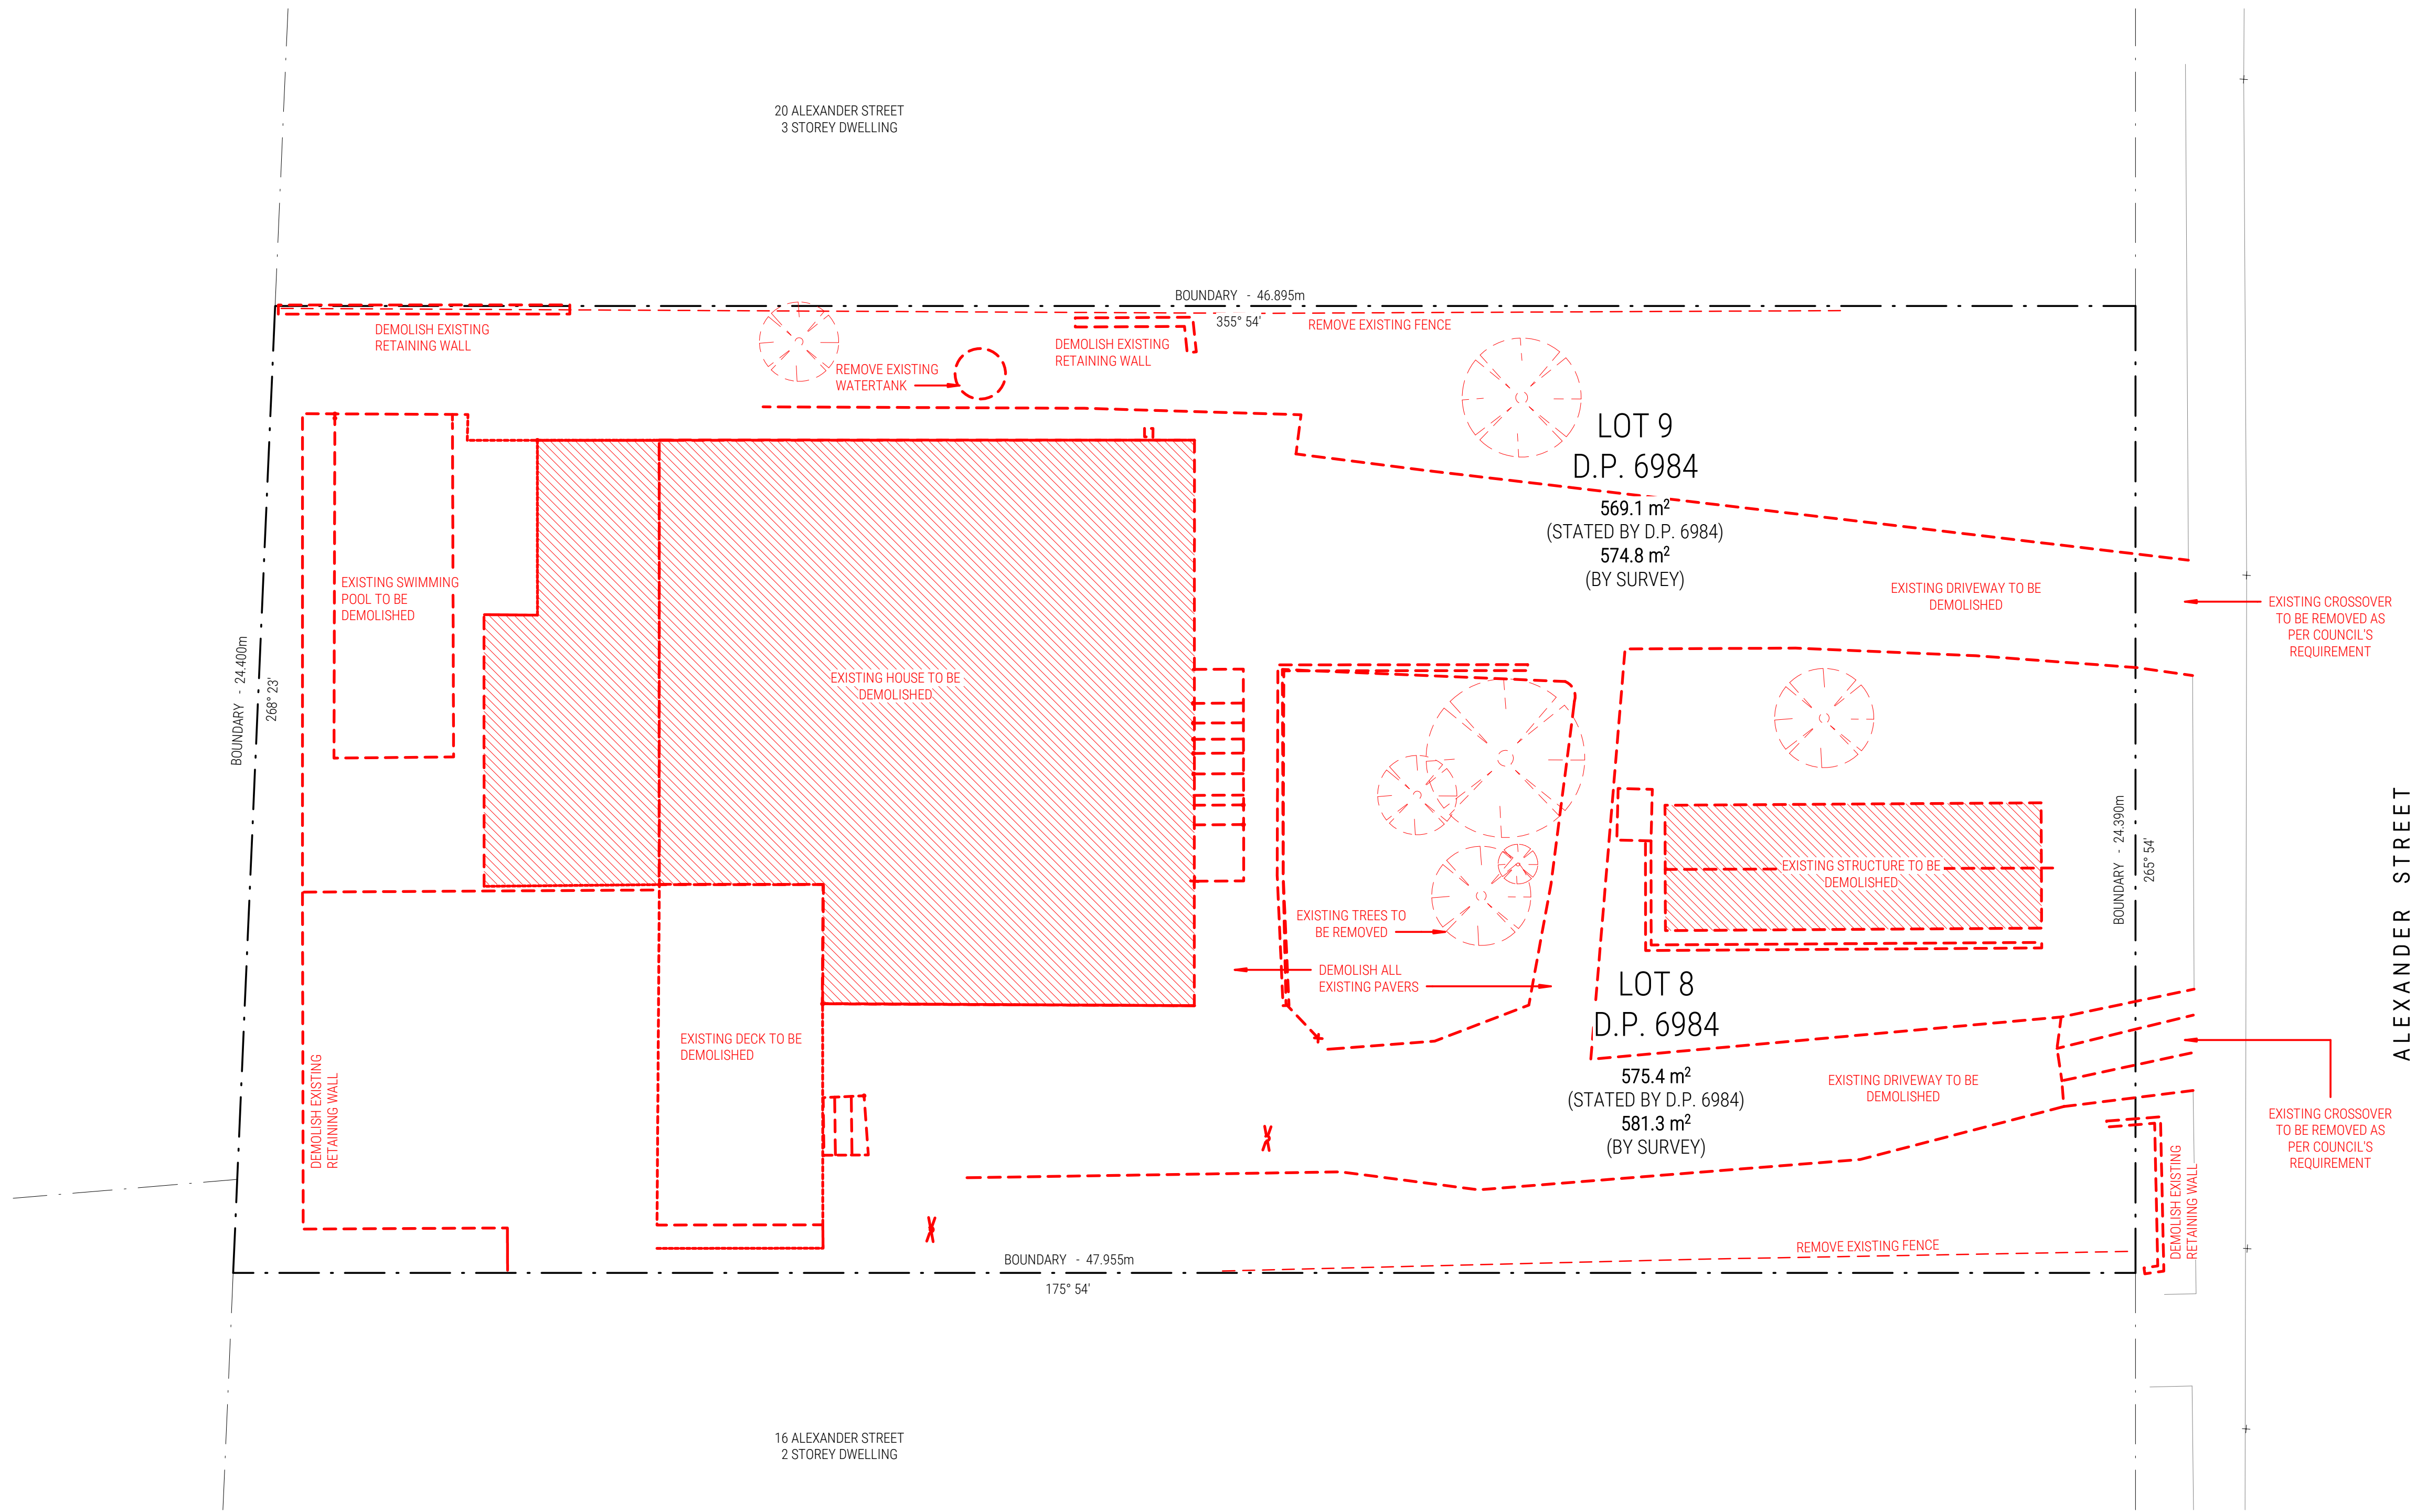 20 ALEXANDER STREET
3 STOREY DWELLING
BOUNDARY - 46.895m
355° 54'
REMOVE EXISTING FENCE
DEMOLISH EXISTING
RETAINING WALL
DEMOLISH EXISTING
RETAINING WALL
REMOVE EXISTING
WATERTANK
LOT 9
D.P. 6984
569.1 m²
(STATED BY D.P. 6984)
574.8 m²
(BY SURVEY)
EXISTING SWIMMING
POOL TO BE
DEMOLISHED
EXISTING DRIVEWAY TO BE
DEMOLISHED
EXISTING CROSSOVER
TO BE REMOVED AS
PER COUNCIL'S
REQUIREMENT
BOUNDARY - 24.400m
268° 23'
EXISTING HOUSE TO BE
DEMOLISHED
EXISTING STRUCTURE TO BE
DEMOLISHED
BOUNDARY - 24.390m
265° 54'
ALEXANDER STREET
EXISTING TREES TO
BE REMOVED
DEMOLISH ALL
EXISTING PAVERS
LOT 8
D.P. 6984
575.4 m²
(STATED BY D.P. 6984)
581.3 m²
(BY SURVEY)
EXISTING DECK TO BE
DEMOLISHED
DEMOLISH EXISTING
RETAINING WALL
EXISTING DRIVEWAY TO BE
DEMOLISHED
EXISTING CROSSOVER
TO BE REMOVED AS
PER COUNCIL'S
REQUIREMENT
DEMOLISH EXISTING
RETAINING WALL
REMOVE EXISTING FENCE
BOUNDARY - 47.955m
175° 54'
16 ALEXANDER STREET
2 STOREY DWELLING